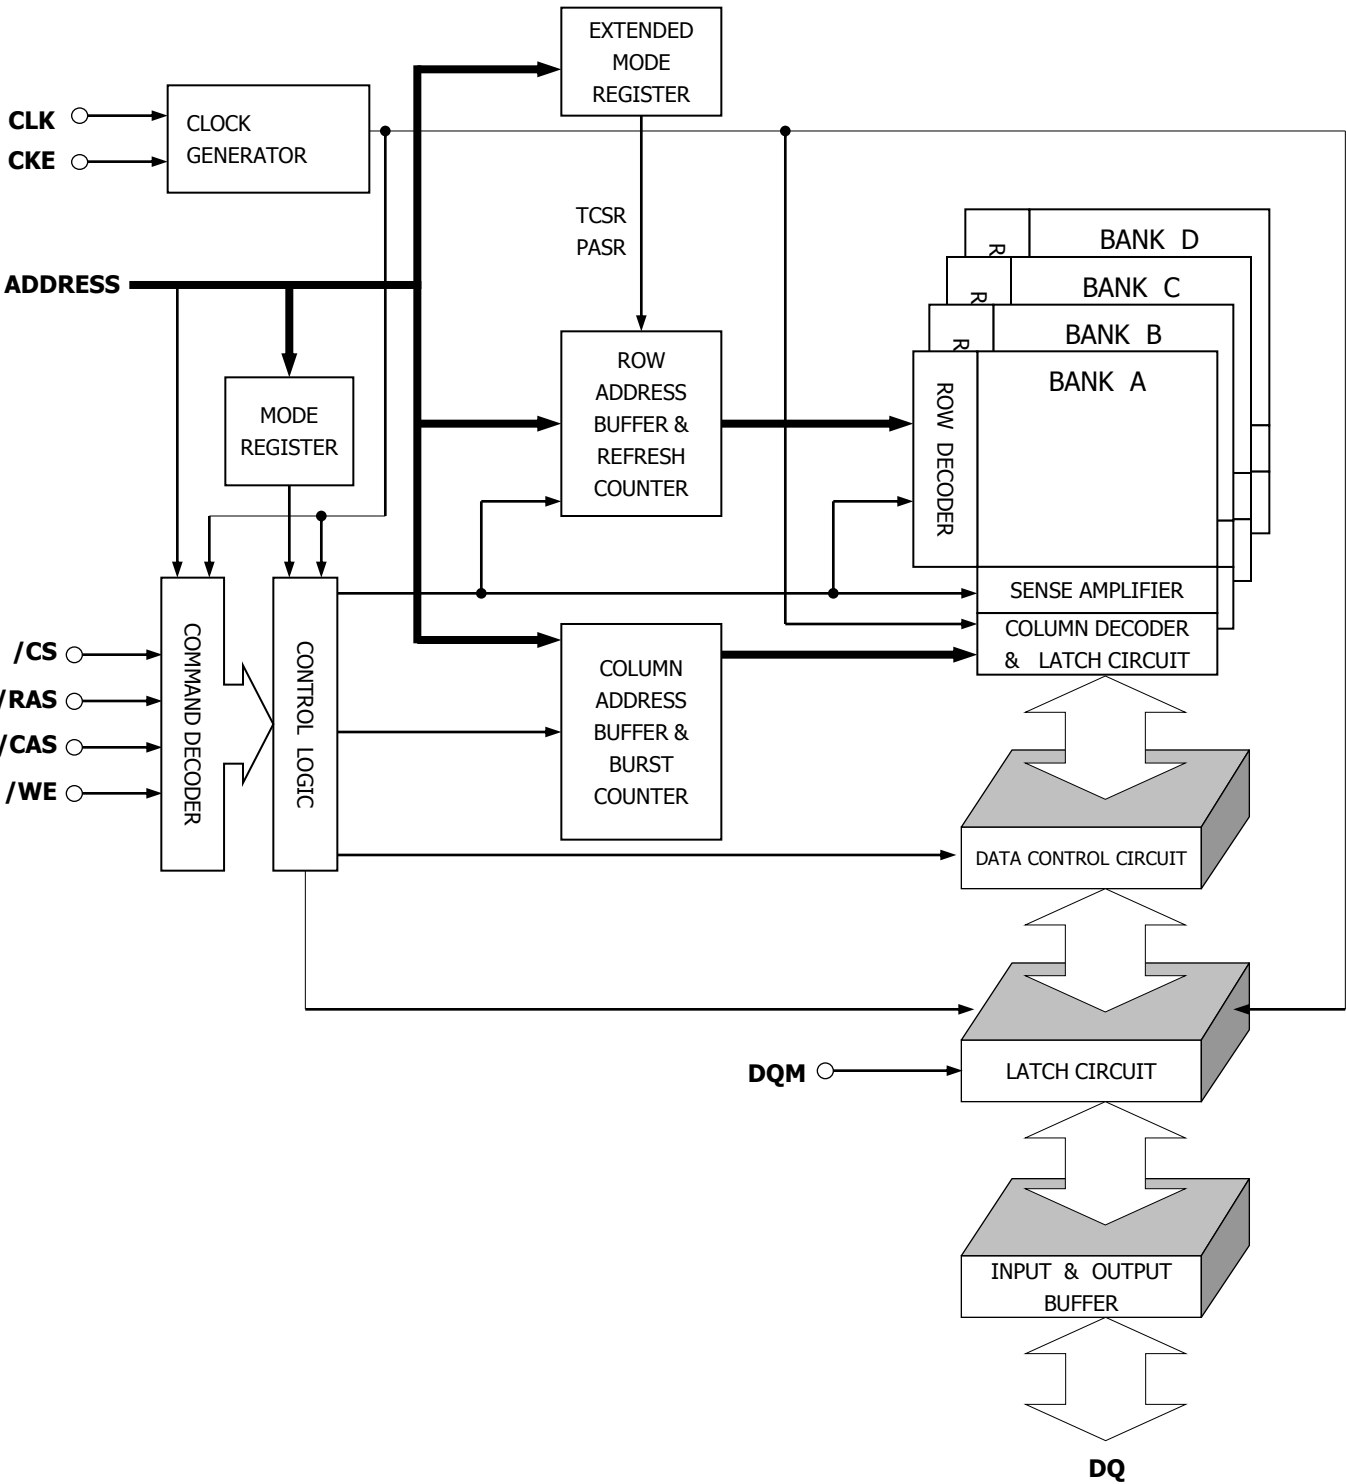 EXTENDED
MODE
REGISTER
CLK
CKE
CLOCK
GENERATOR
TCSR
PASR
ADDRESS
MODE
REGISTER
ROW
ADDRESS
BUFFER &
REFRESH
COUNTER
R
BANK D
R
BANK C
R
BANK B
BANK A
ROW DECODER
SENSE AMPLIFIER
COLUMN DECODER
& LATCH CIRCUIT
/CS
/RAS
/CAS
/WE
COMMAND DECODER
CONTROL LOGIC
COLUMN
ADDRESS
BUFFER &
BURST
COUNTER
DATA CONTROL CIRCUIT
DQM
LATCH CIRCUIT
INPUT & OUTPUT
BUFFER
DQ